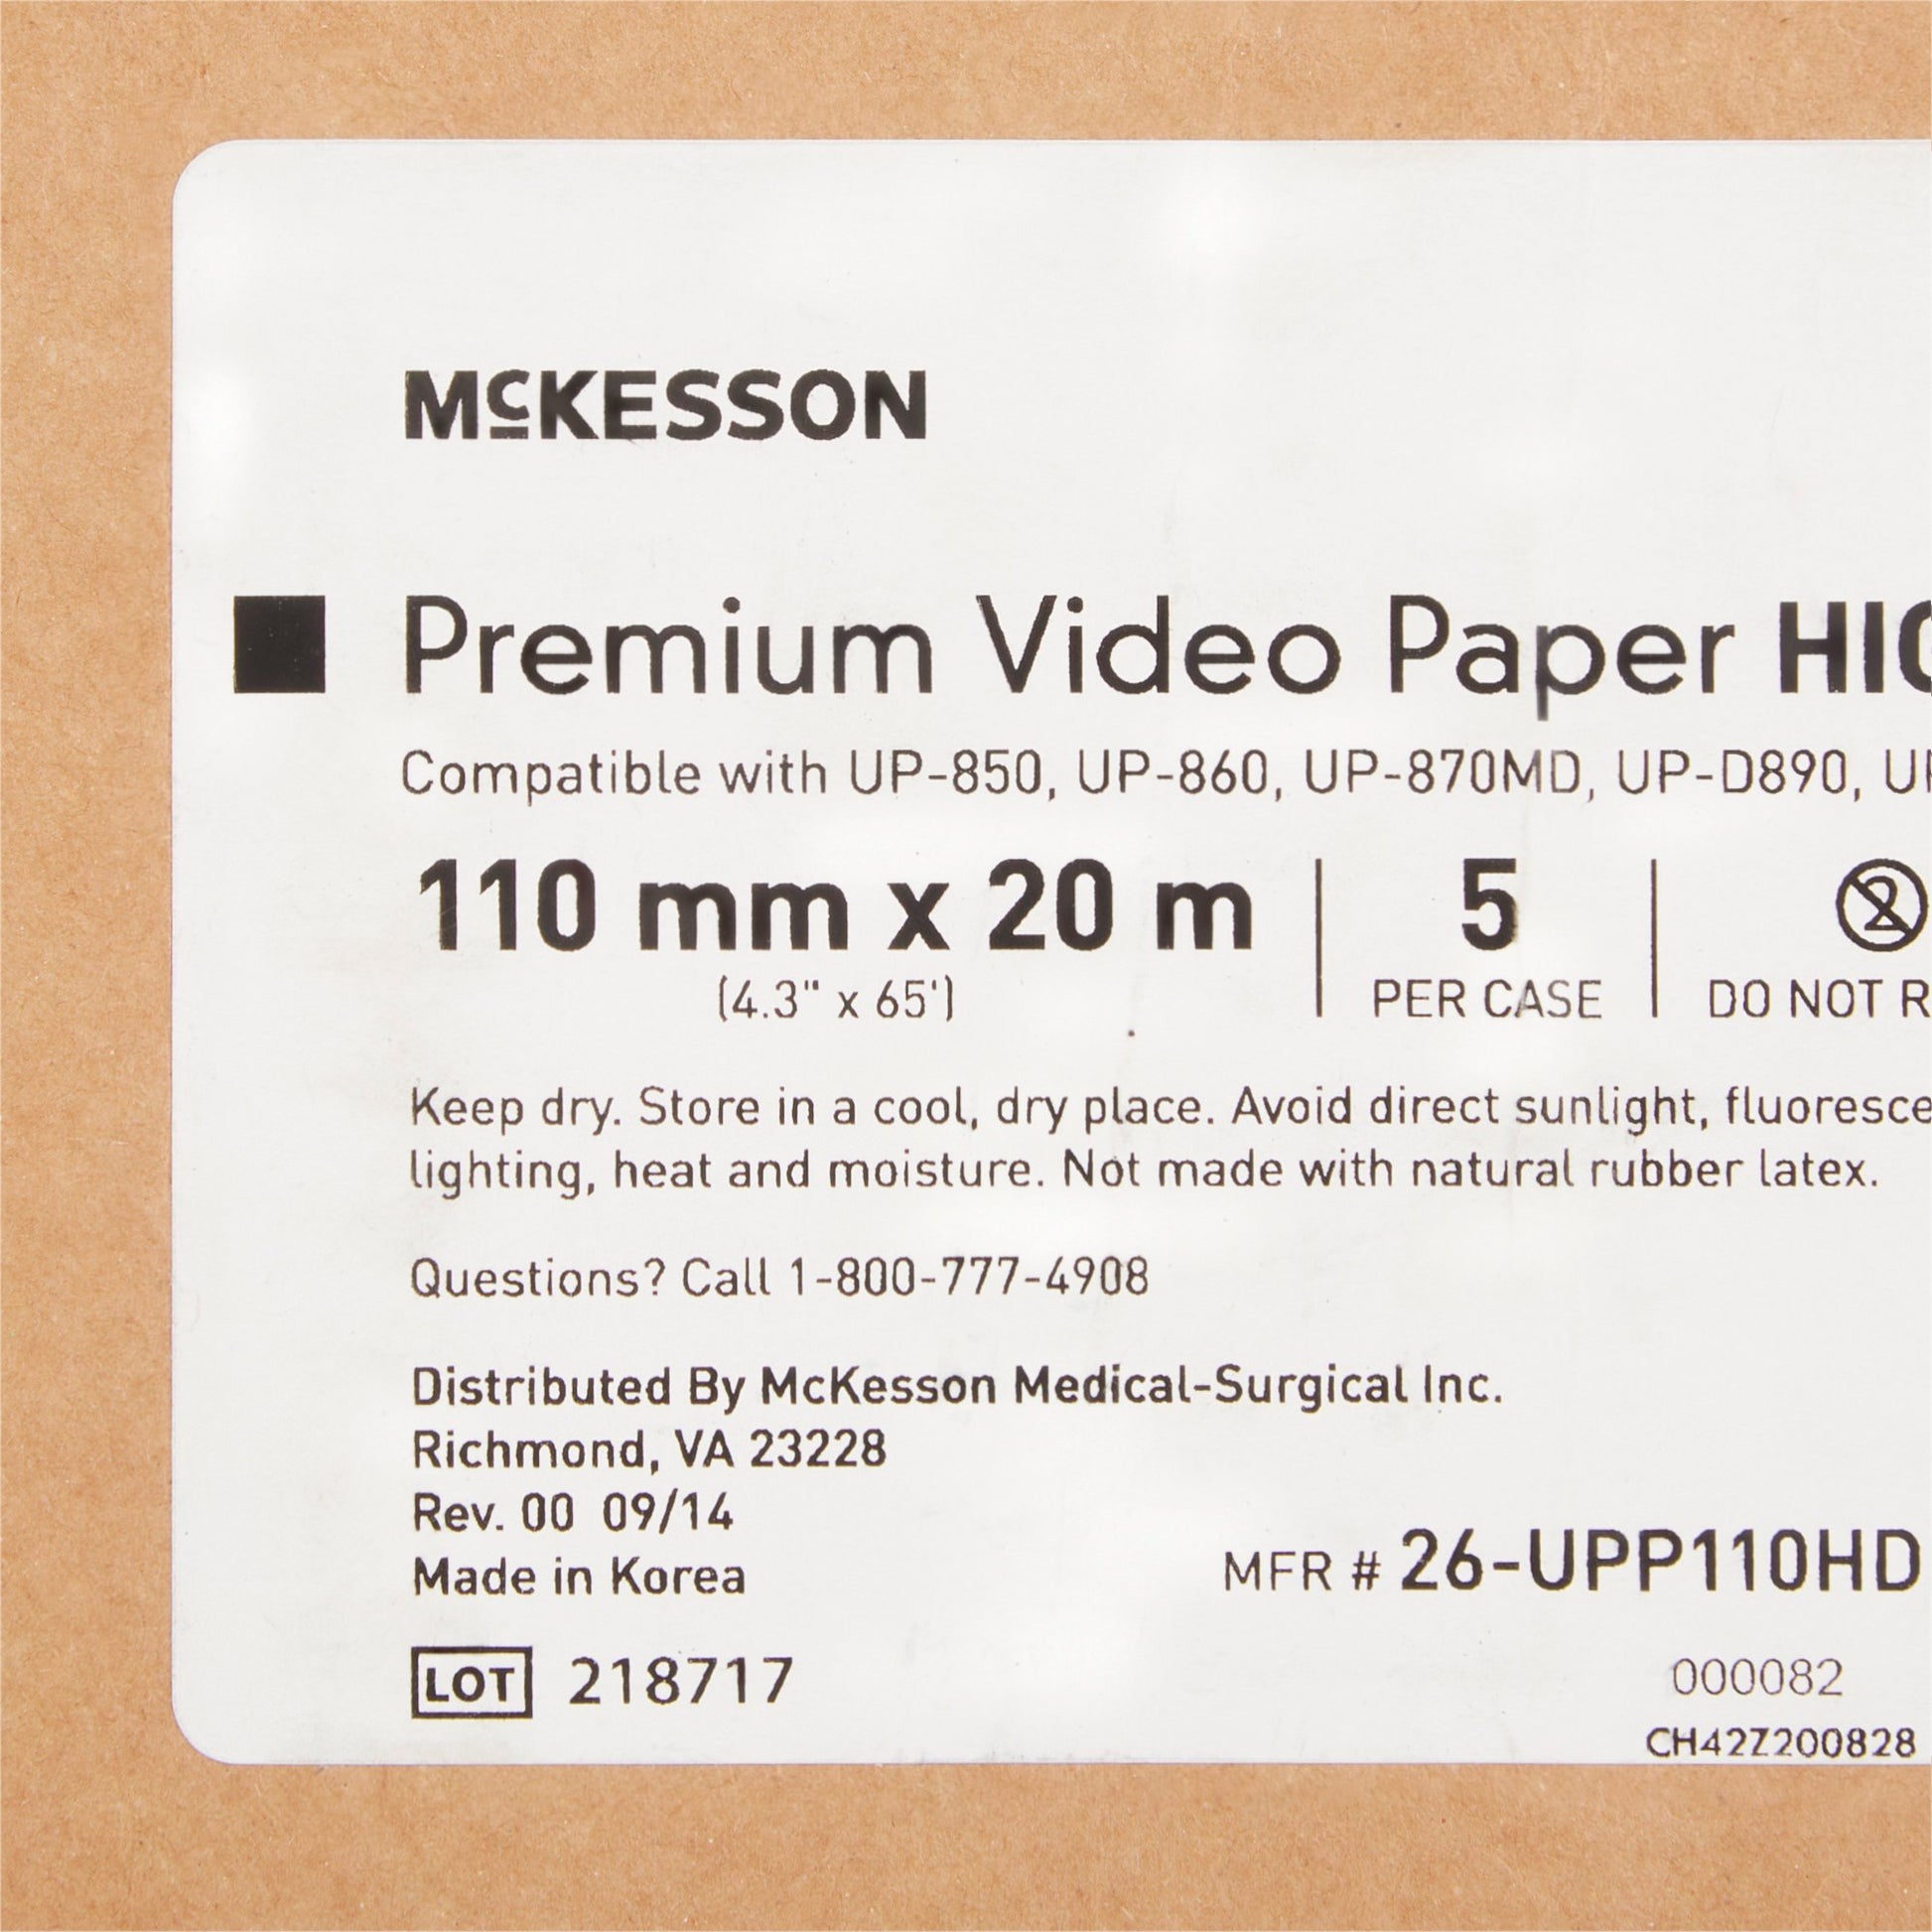 McKESSON
Premium Video Paper
Compatible with UP-850, UP-860, UP-870MD, UP-D890,
110 mm x 20 m
(4.3" x 65')
5
PER CASE
2
DO NOT
Keep dry. Store in a cool, dry place. Avoid direct sunlight,
lighting, heat and moisture. Not made with natural rubber latex.
Questions? Call 1-800-777-4908
Distributed By McKesson Medical-Surgical Inc.
Richmond, VA 23228
Rev. 00 09/14
Made in Korea
MFR # 26-UPP110HD
LOT 218717
000082
CH42Z200828